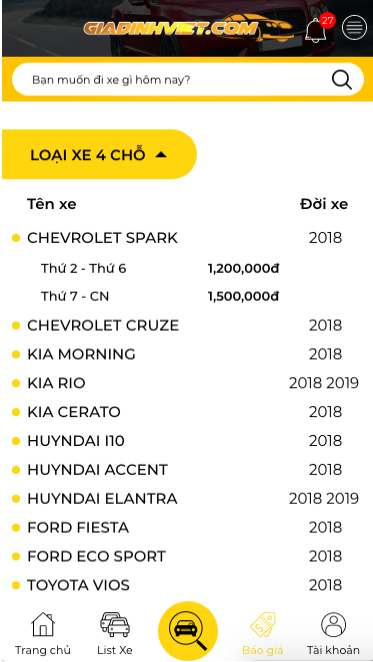 GIADINHVIET.COM
27
Bạn muốn đi xe gì hôm nay?
LOẠI XE 4 CHỖ
Tên xe Đời xe
CHEVROLET SPARK 2018
Thứ 2 - Thứ 6 1,200,000đ
Thứ 7 - CN 1,500,000đ
CHEVROLET CRUZE 2018
KIA MORNING 2018
KIA RIO 2018 2019
KIA CERATO 2018
HUYNDAI I10 2018
HUYNDAI ACCENT 2018
HUYNDAI ELANTRA 2018 2019
FORD FIESTA 2018
FORD ECO SPORT 2018
TOYOTA VIOS 2018
Trang chủ List Xe Báo giá Tài khoản